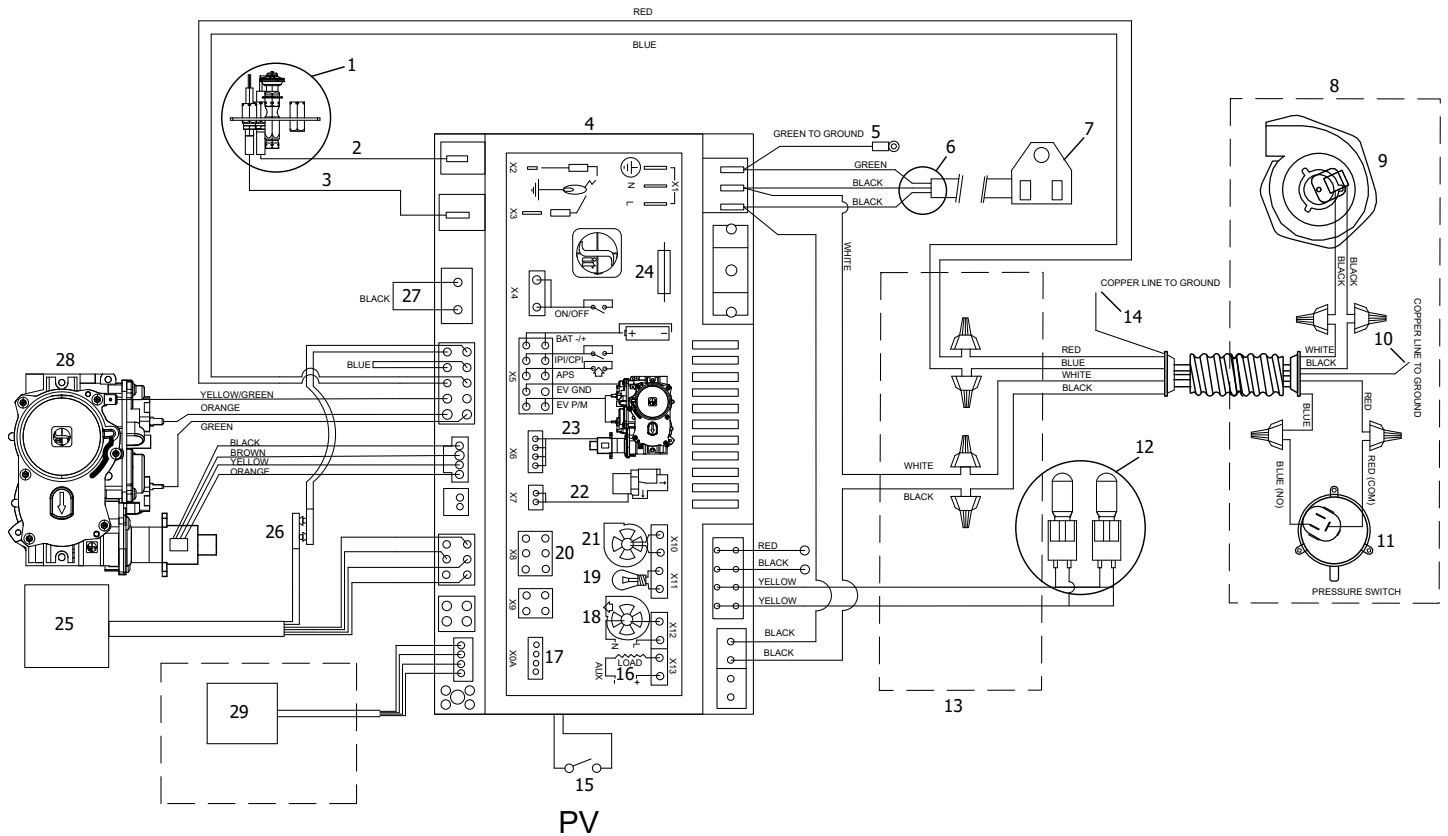 RED
BLUE
1
2
3
4
GREEN TO GROUND
5
GREEN
BLACK
BLACK
6
7
8
9
X2
X3
N
L
X1
WHITE
24
27
BLACK
X4
ON/OFF
BAT -/+
+ -
IPI/CPI
APS
EV GND
EV P/M
X5
28
BLUE
YELLOW/GREEN
ORANGE
GREEN
BLACK
BROWN
YELLOW
ORANGE
23
X6
22
X7
26
21
X10
20
X8
19
X11
X9
18
X12
N
L
17
X0A
AUX
LOAD
16
- +
X13
25
29
RED
BLACK
YELLOW
YELLOW
BLACK
BLACK
15
PV
COPPER LINE TO GROUND
14
RED
BLUE
WHITE
BLACK
WHITE
BLACK
12
13
BLACK
BLACK
WHITE
BLACK
10
COPPER LINE TO GROUND
BLUE
RED
BLUE (NO)
RED (COM)
11
PRESSURE SWITCH